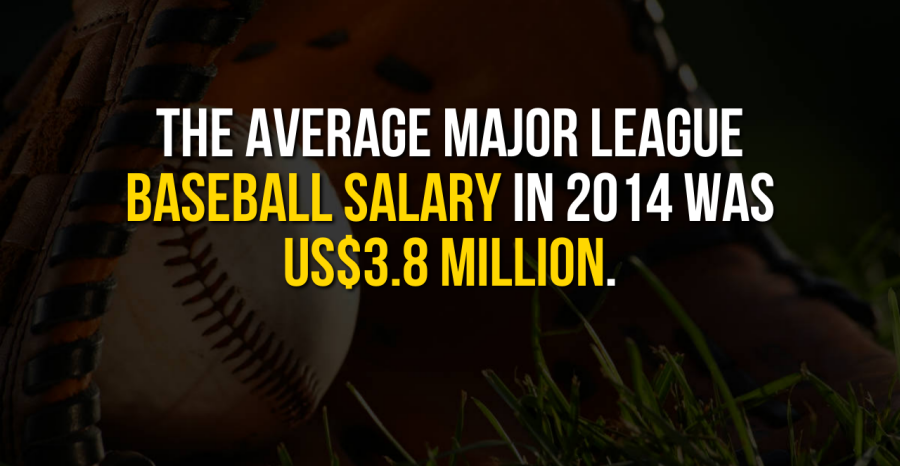 THE AVERAGE MAJOR LEAGUE
BASEBALL SALARY IN 2014 WAS
US$3.8 MILLION.